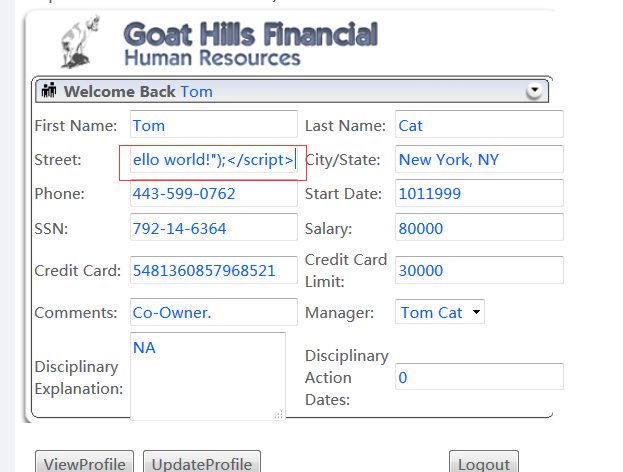 Goat Hills Financial
Human Resources
Welcome Back Tom
First Name: Tom Last Name: Cat
Street: ello world!");</script> City/State: New York, NY
Phone: 443-599-0762 Start Date: 1011999
SSN: 792-14-6364 Salary: 80000
Credit Card: 5481360857968521 Credit Card Limit: 30000
Comments: Co-Owner. Manager: Tom Cat
Disciplinary Explanation: NA Disciplinary Action Dates: 0
ViewProfile UpdateProfile Logout